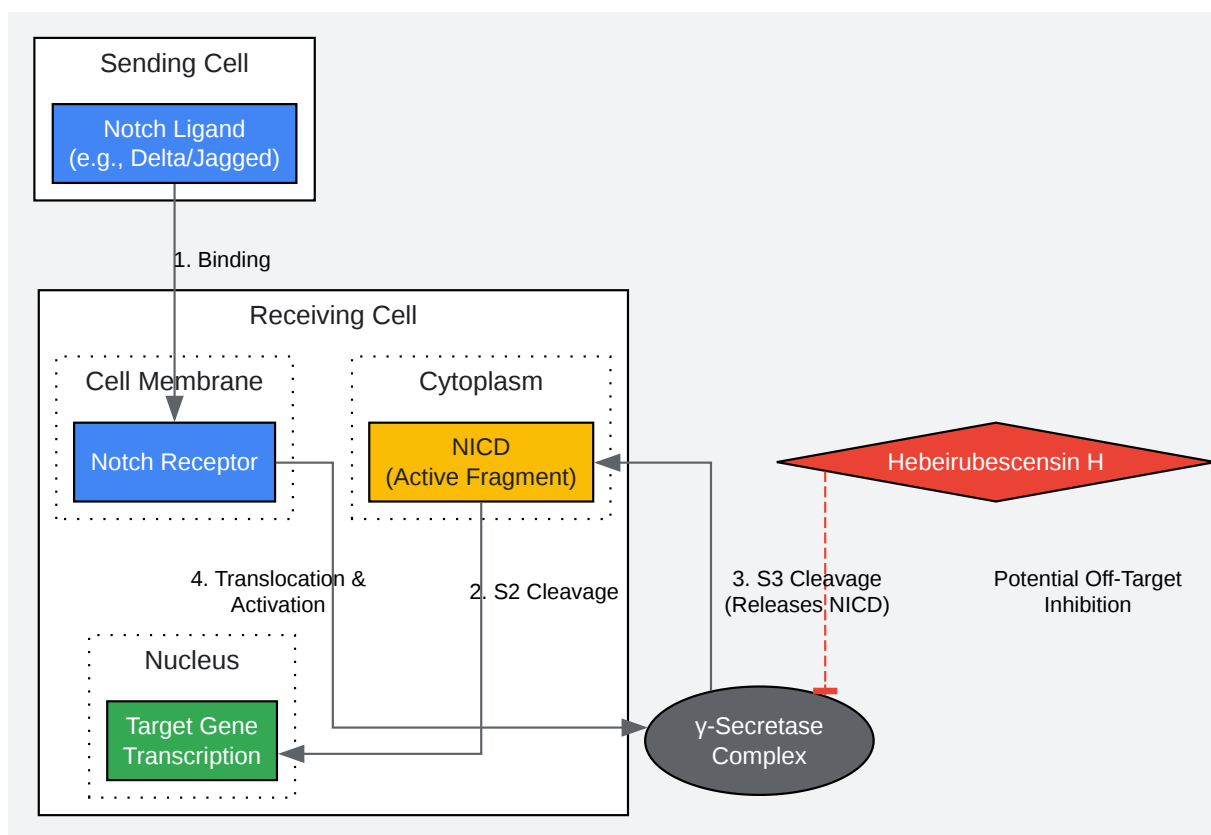 Sending Cell
Notch Ligand
(e.g., Delta/Jagged)
1. Binding
Receiving Cell
Cell Membrane
Cytoplasm
Notch Receptor
NICD
(Active Fragment)
Hebeirubescensin H
4. Translocation &
Activation
2. S2 Cleavage
3. S3 Cleavage
(Releases NICD)
Potential Off-Target
Inhibition
Nucleus
Target Gene
Transcription
γ-Secretase
Complex